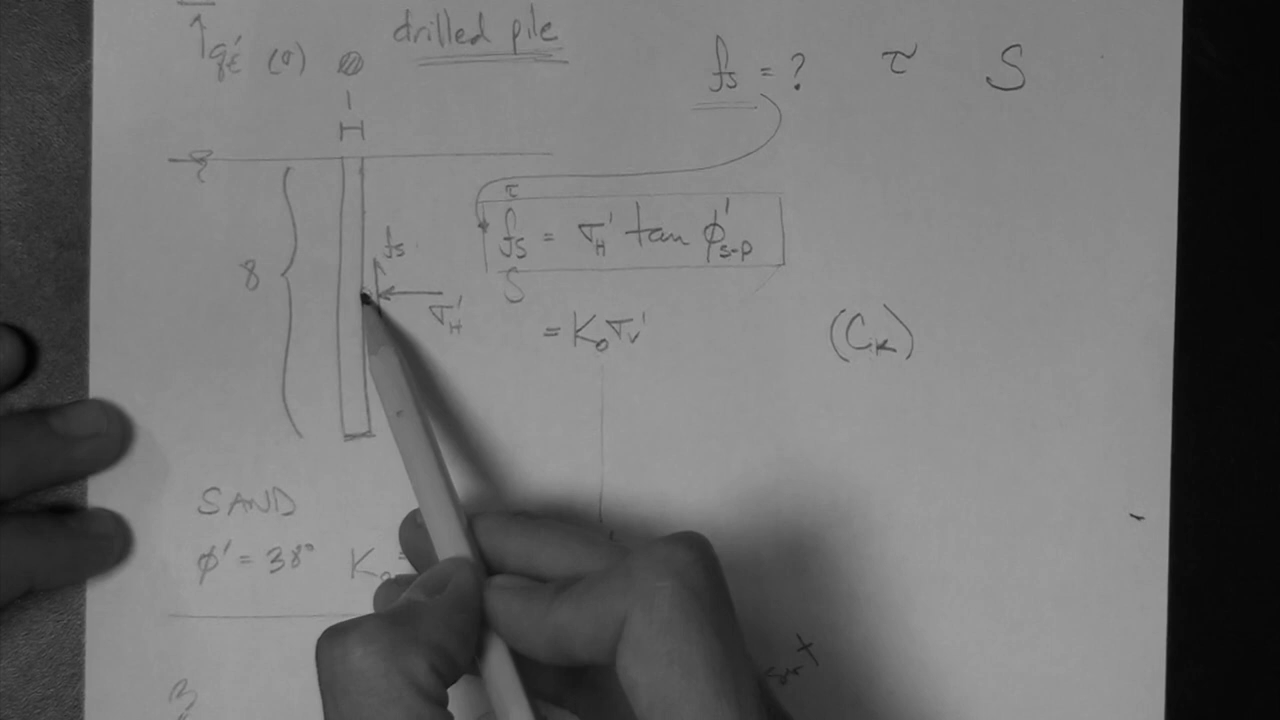 drilled pile
fs = ? τ S
τ
fs = σH' tan ϕ's-p
S
= K₀ σv' (CK)
8
fs
σH'
SAND
ϕ' = 38°